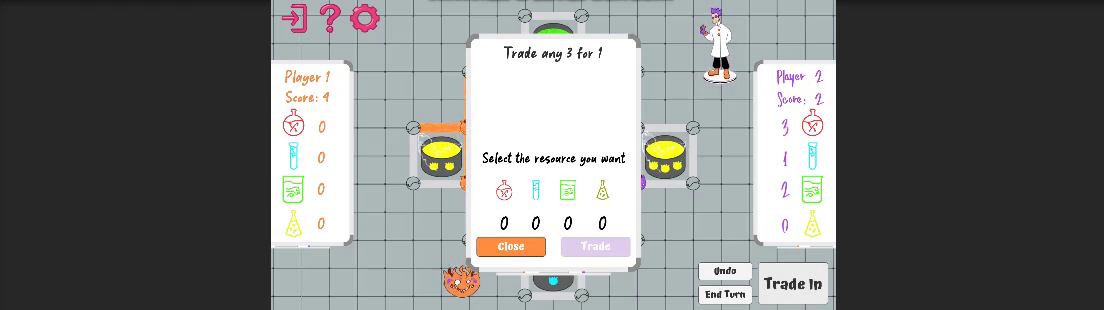 ?
Trade any 3 for 1
Player 1
Score: 4
0
0
0
0
Select the resource you want
0 0 0 0
Close
Trade
Player 2
Score: 2
3
1
2
0
Undo
End Turn
Trade In